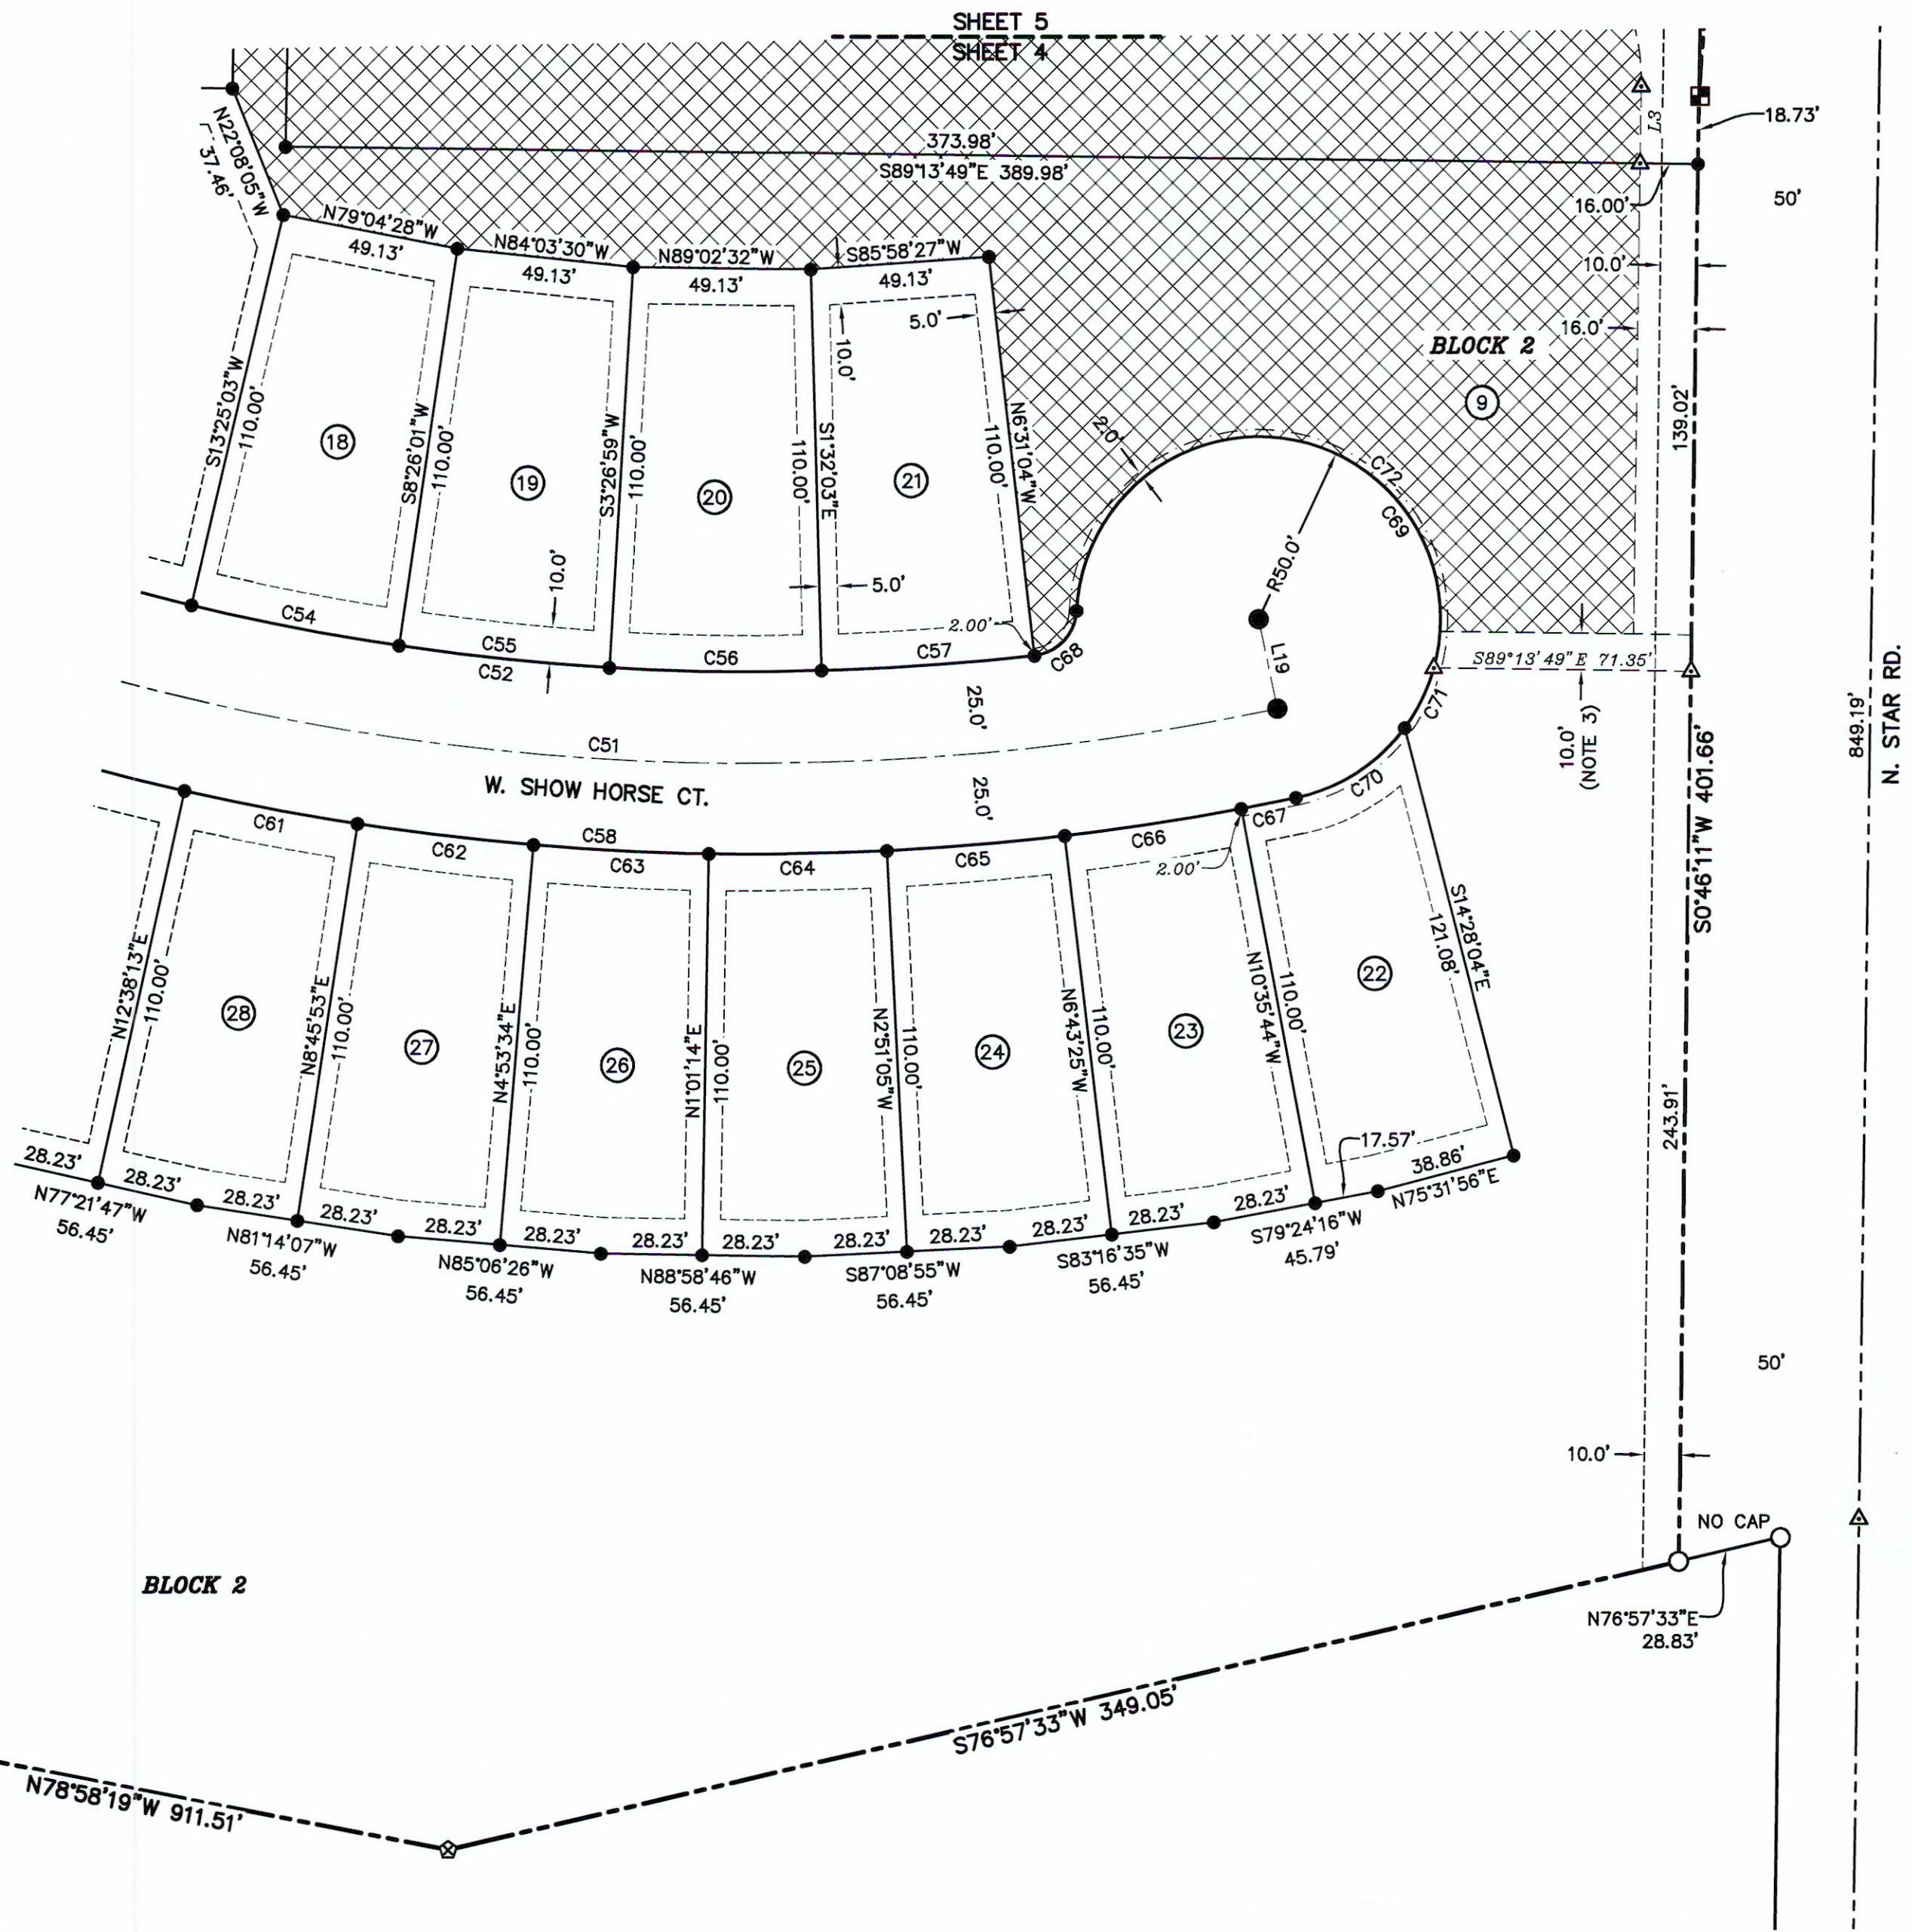 SHEET 5
SHEET 4
N22°08'05"W
37.46'
373.98'
S89°13'49"E 389.98'
L3
18.73'
16.00'
50'
N79°04'28"W
49.13'
N84°03'30"W
49.13'
N89°02'32"W
49.13'
S85°58'27"W
49.13'
10.0'
16.0'
5.0'
10.0'
BLOCK 2
9
139.02'
S13°25'03"W
110.00'
18
S8°26'01"W
110.00'
19
S3°26'59"W
110.00'
20
110.00'
S1°32'03"E
21
110.00'
N6°31'04"W
2.0'
C72
C69
R50.0'
10.0'
5.0'
2.00'
C54
C55
C52
C56
C57
C68
L19
S89°13'49"E 71.35'
C71
10.0'
(NOTE 3)
25.0'
C51
W. SHOW HORSE CT.
25.0'
S0°46'11"W 401.66'
849.19'
N. STAR RD.
C61
C62
C58
C63
C64
C65
C66
C67
C70
2.00'
N12°38'13"E
110.00'
28
N8°45'53"E
110.00'
27
N4°53'34"E
110.00'
26
N1°01'14"E
110.00'
25
N2°51'05"W
110.00'
24
N6°43'25"W
110.00'
23
N10°35'44"W
110.00'
22
121.08'
S14°28'04"E
243.91'
28.23'
28.23'
28.23'
28.23'
28.23'
28.23'
28.23'
28.23'
28.23'
28.23'
28.23'
28.23'
17.57'
38.86'
N77°21'47"W
56.45'
N81°14'07"W
56.45'
N85°06'26"W
56.45'
N88°58'46"W
56.45'
S87°08'55"W
56.45'
S83°16'35"W
56.45'
S79°24'16"W
45.79'
N75°31'56"E
50'
10.0'
NO CAP
BLOCK 2
N76°57'33"E
28.83'
S76°57'33"W 349.05'
N78°58'19"W 911.51'